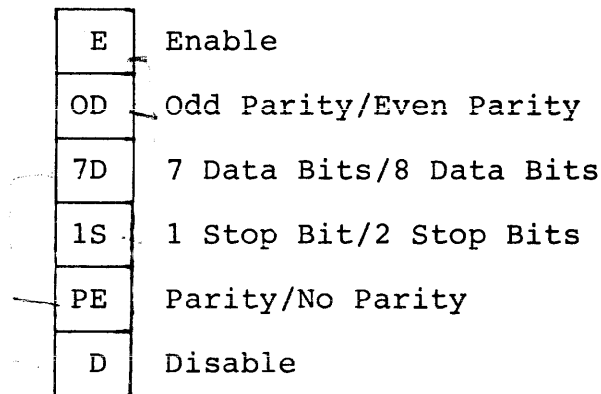 E Enable
OD Odd Parity/Even Parity
7D 7 Data Bits/8 Data Bits
1S 1 Stop Bit/2 Stop Bits
PE Parity/No Parity
D Disable